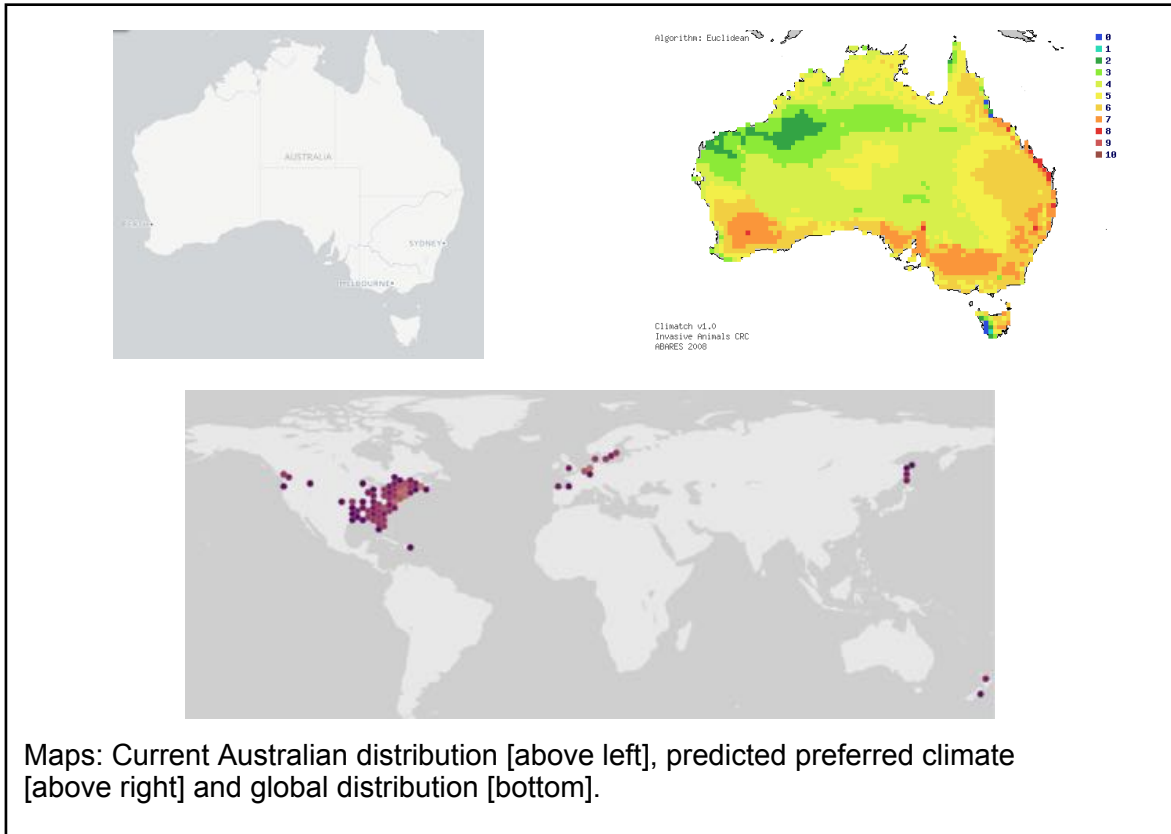 Algorithm: Euclidean
0
1
2
3
4
5
6
7
8
9
10
AUSTRALIA
SYDNEY
MELBOURNE
Climatch v1.0
Invasive Animals CRC
ABARES 2008
Maps: Current Australian distribution [above left], predicted preferred climate
[above right] and global distribution [bottom].